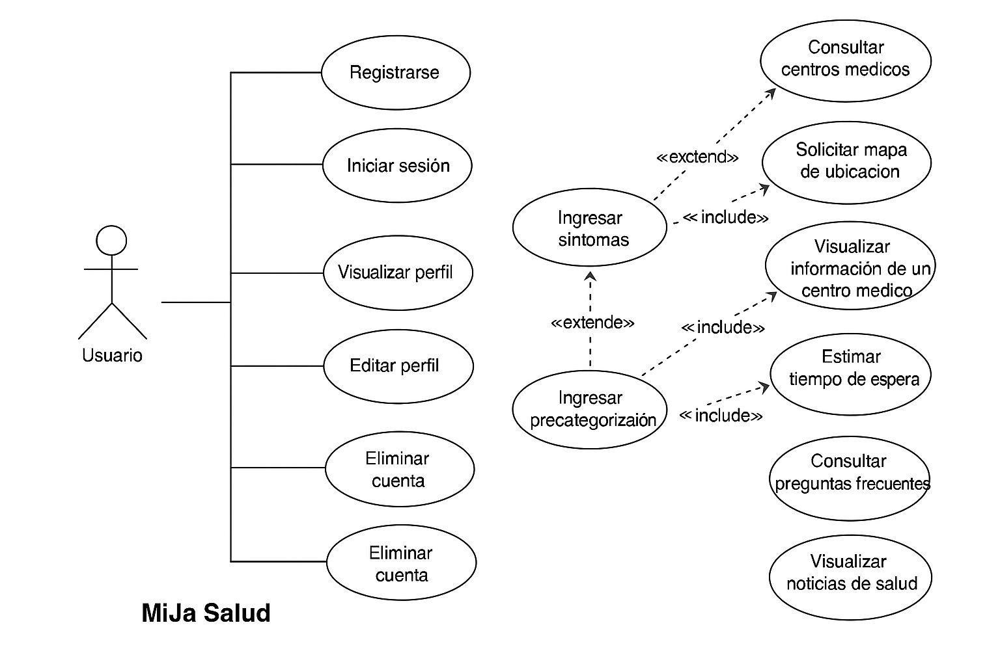 Registrarse
Iniciar sesión
Visualizar perfil
Editar perfil
Eliminar
cuenta
Eliminar
cuenta
Usuario
MiJa Salud
Ingresar
sintomas
«extende»
Ingresar
precategorizaión
«exctend»
«include»
«include»
«include»
Consultar
centros medicos
Solicitar mapa
de ubicacion
Visualizar
información de un
centro medico
Estimar
tiempo de espera
Consultar
preguntas frecuentes
Visualizar
noticias de salud